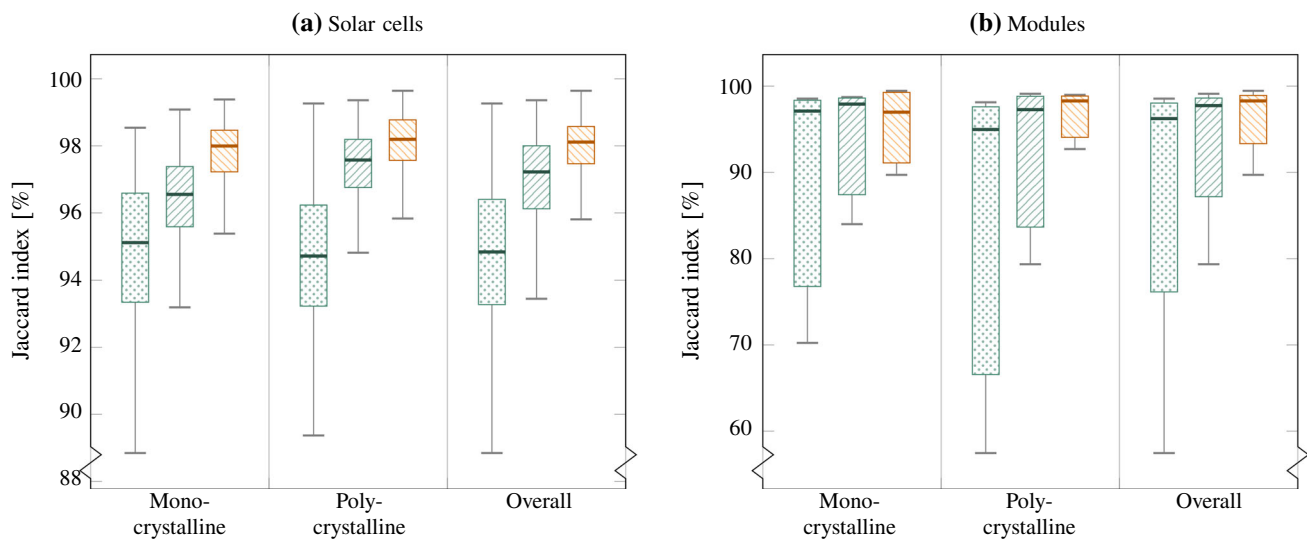 (a) Solar cells
Jaccard index [%]
100
98
96
94
92
90
88
Mono-
crystalline
Poly-
crystalline
Overall
(b) Modules
Jaccard index [%]
100
90
80
70
60
Mono-
crystalline
Poly-
crystalline
Overall